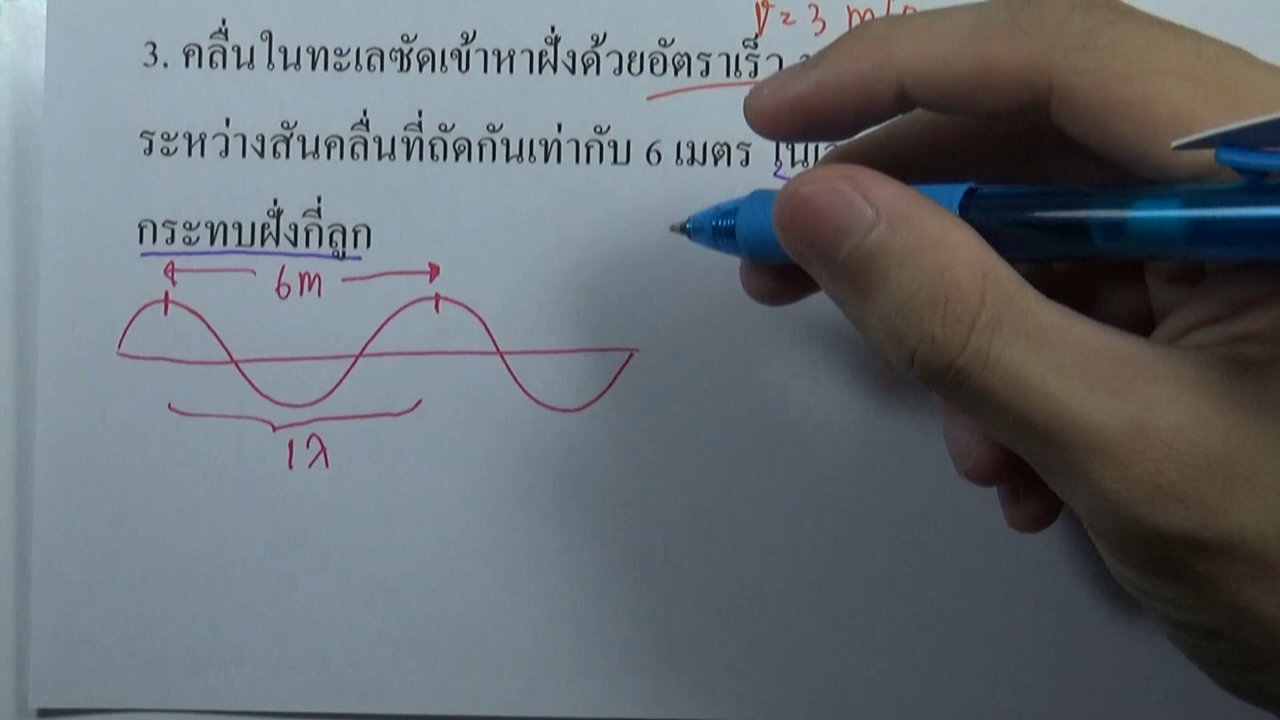 v = 3 m/s
3. คลื่นในทะเลซัดเข้าหาฝั่งด้วยอัตราเร็ว
ระหว่างสันคลื่นที่ถัดกันเท่ากับ 6 เมตร
กระทบฝั่งกี่ลูก
6 m
1 λ